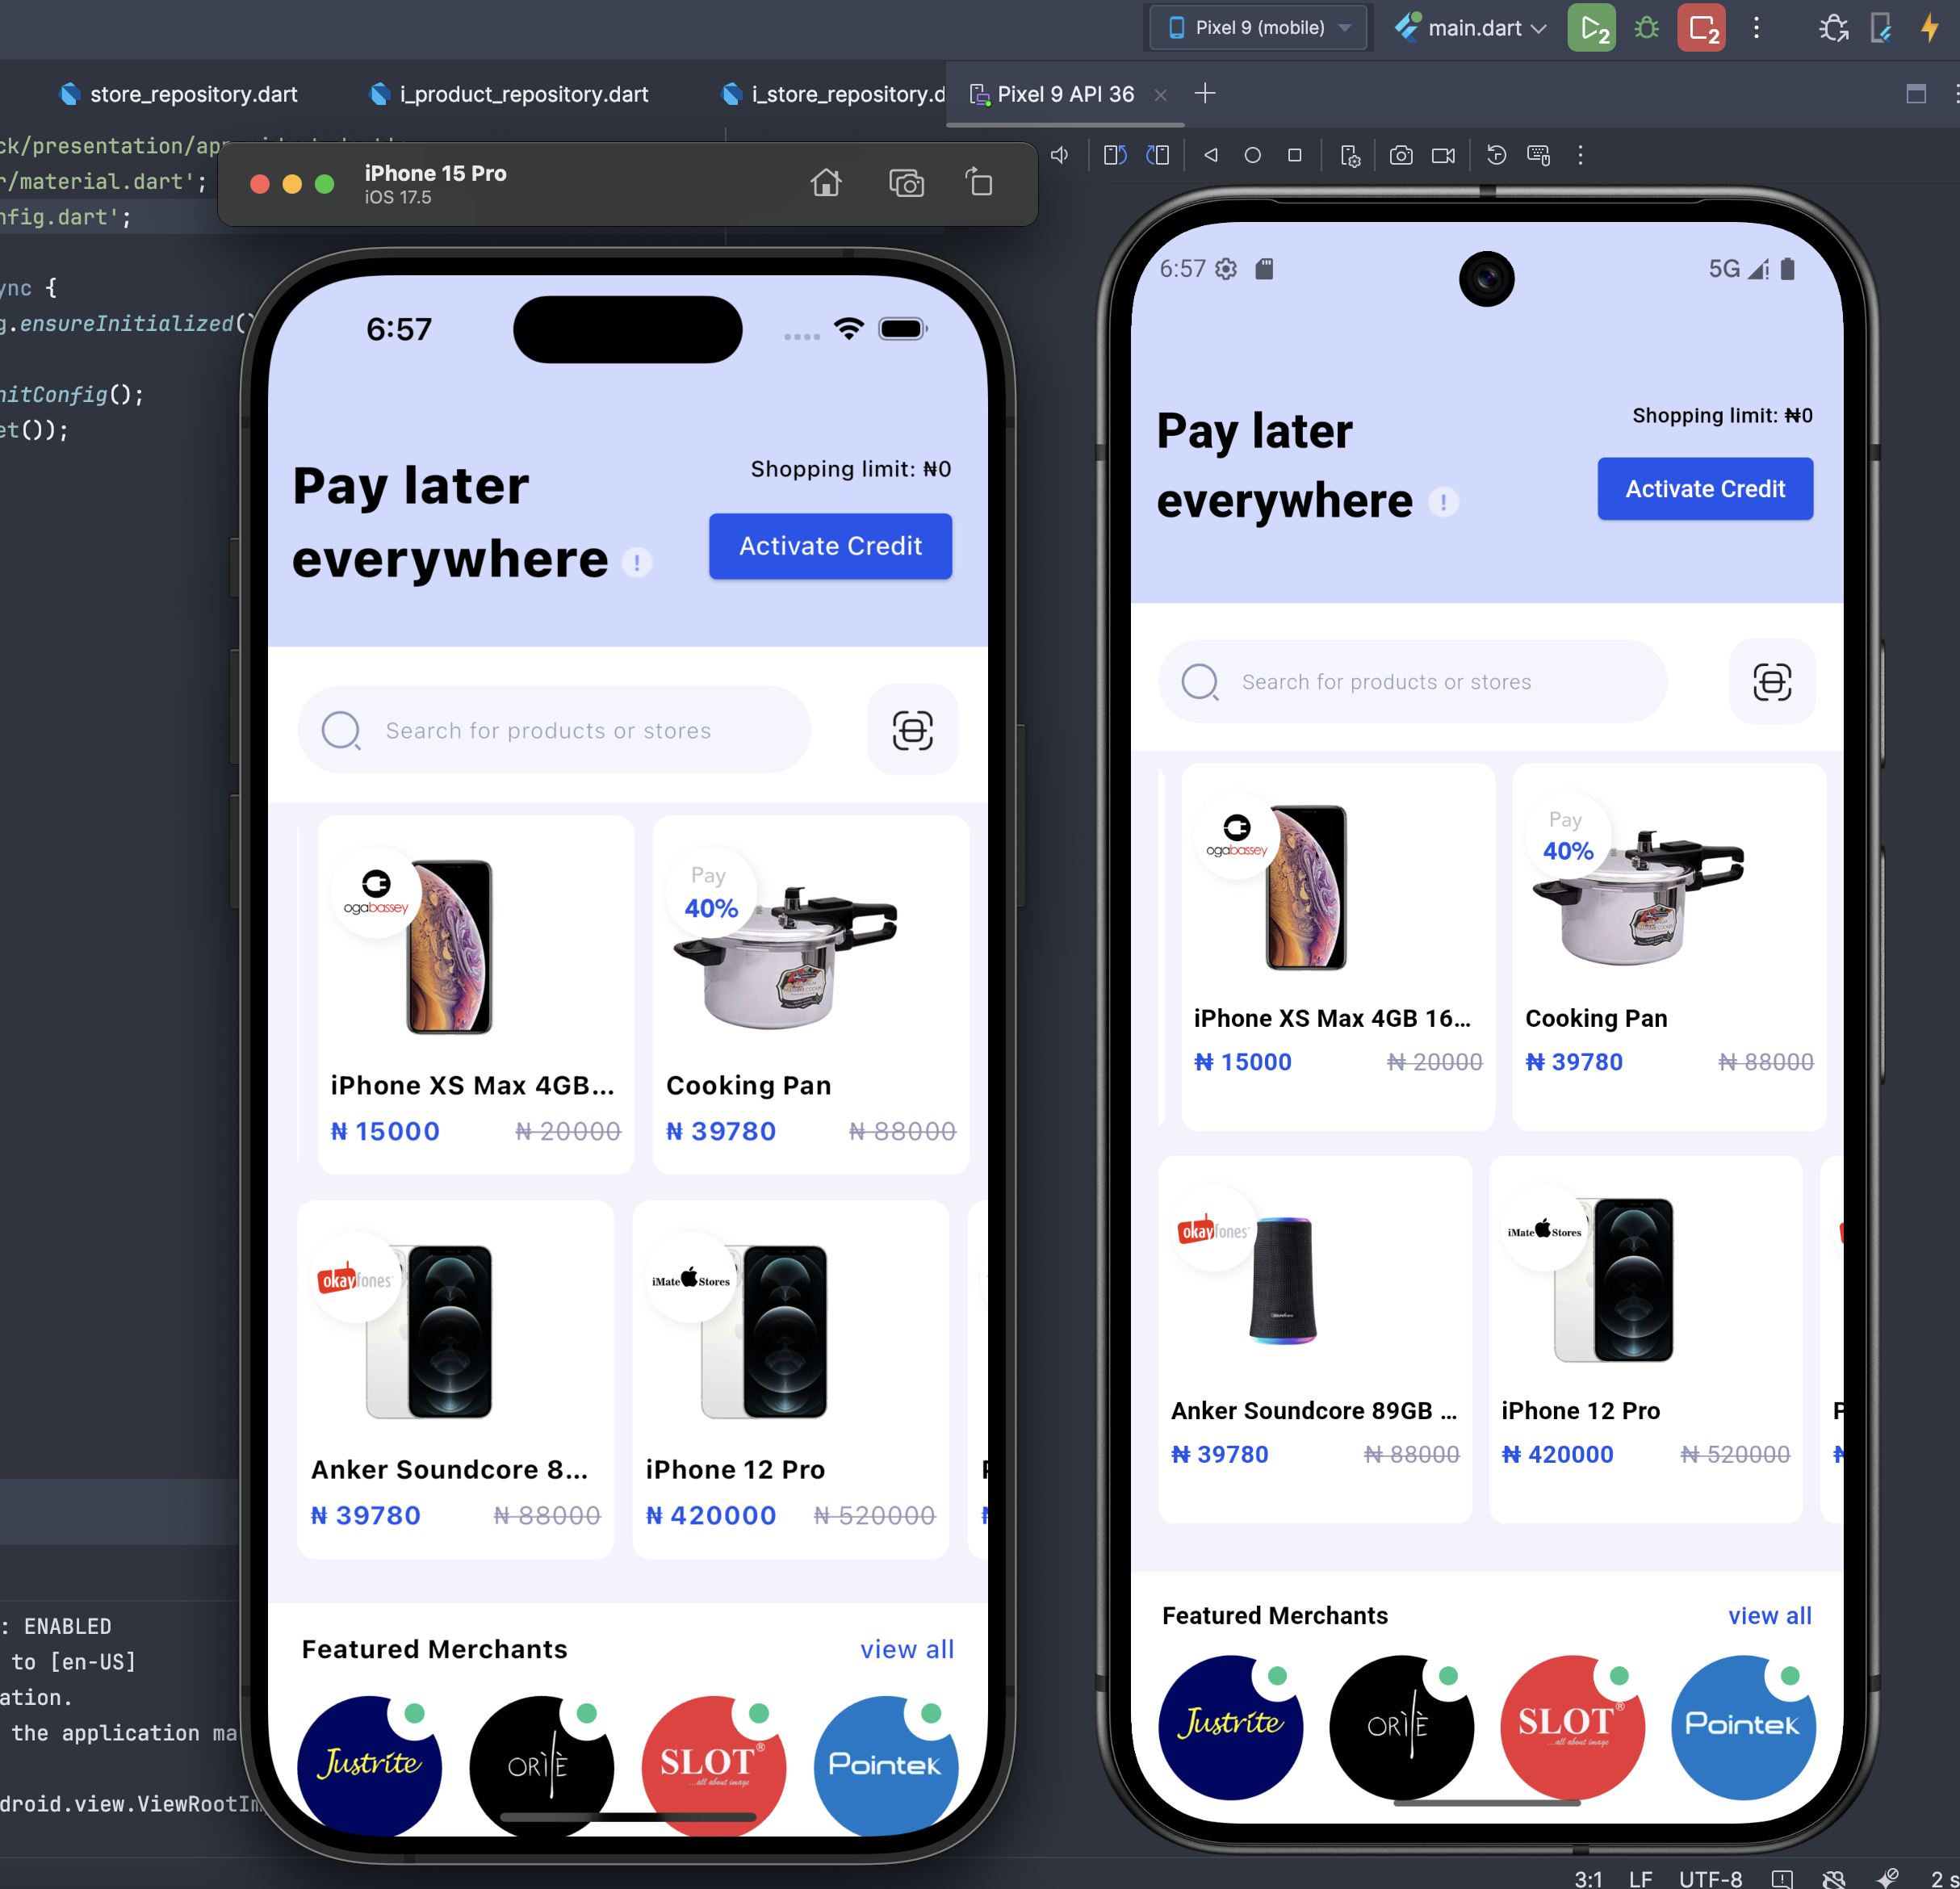 Pixel 9 (mobile)
main.dart
2
2
store_repository.dart
i_product_repository.dart
i_store_repository.d
Pixel 9 API 36
ck/presentation/app
r/material.dart';
nfig.dart';
ync {
g.ensureInitialized()
nitConfig();
et());
: ENABLED
to [en-US]
ation.
the application ma
droid.view.ViewRootIm
iPhone 15 Pro
iOS 17.5
6:57
Pay later
everywhere !
Shopping limit: ₦0
Activate Credit
Search for products or stores
ogabassey
iPhone XS Max 4GB...
₦ 15000 ₦ 20000
Pay
40%
Cooking Pan
₦ 39780 ₦ 88000
okayfones
Anker Soundcore 8...
₦ 39780 ₦ 88000
iMate Stores
iPhone 12 Pro
₦ 420000 ₦ 520000
Featured Merchants
view all
Justrite
ORÍLÈ
SLOT®
...all about image
Pointek
6:57
5G
Pay later
everywhere !
Shopping limit: ₦0
Activate Credit
Search for products or stores
ogabassey
iPhone XS Max 4GB 16...
₦ 15000 ₦ 20000
Pay
40%
Cooking Pan
₦ 39780 ₦ 88000
okayfones
Anker Soundcore 89GB ...
₦ 39780 ₦ 88000
iMate Stores
iPhone 12 Pro
₦ 420000 ₦ 520000
Featured Merchants
view all
Justrite
ORÍLÈ
SLOT®
...all about image
Pointek
3:1 LF UTF-8 2 s